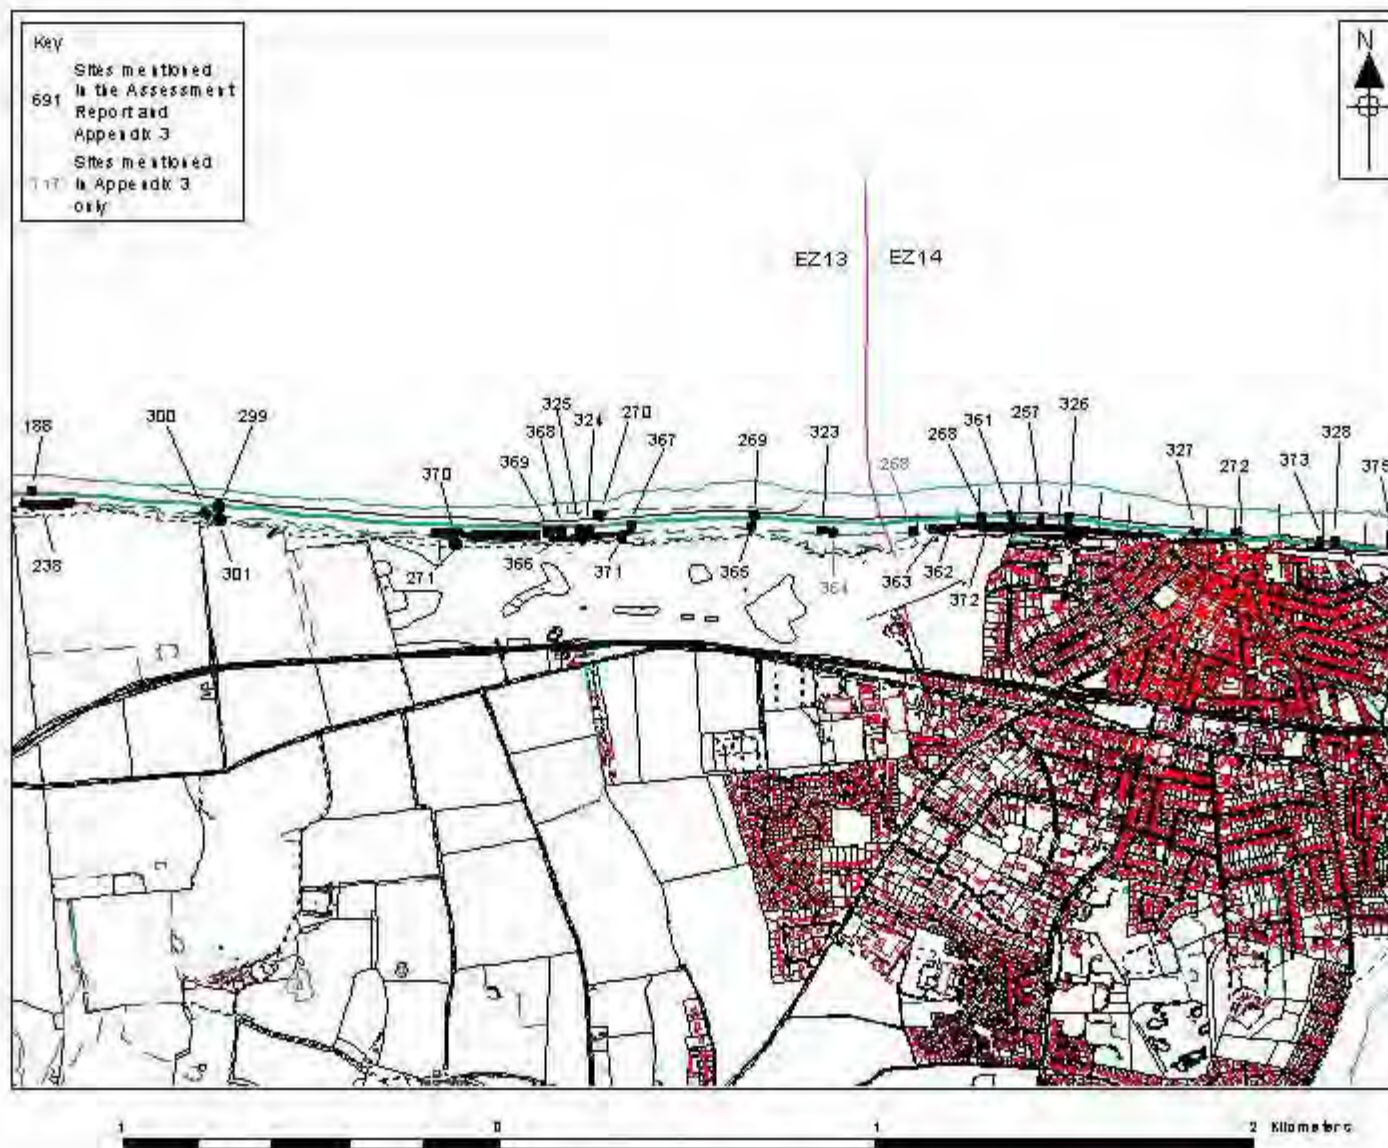 Key
Sites mentioned
691 in the Assessment
Report and
Appendix 3
Sites mentioned
in Appendix 3
only
N
EZ13 EZ14
188
300
299
370
369
368
325
324
270
367
269
323
268
268
361
267
326
327
272
373
328
238
301
271
366
371
365
364
363
362
372
1 0 1 2 Kilometers